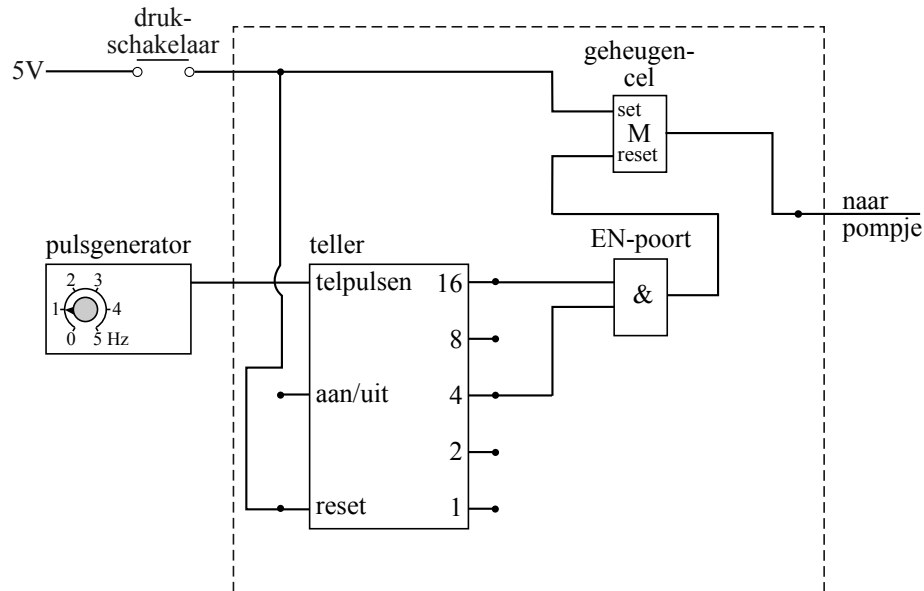 druk-
schakelaar
5V
geheugen-
cel
set
M
reset
naar
pompje
pulsgenerator
teller
EN-poort
2 3
1 4
0 5 Hz
telpulsen 16
&
8
aan/uit 4
2
reset 1